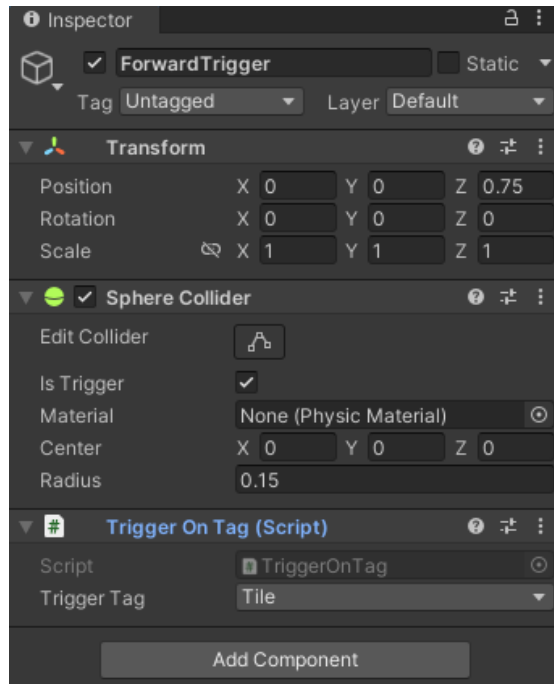 Inspector
ForwardTrigger Static
Tag Untagged Layer Default
Transform
Position X 0 Y 0 Z 0.75
Rotation X 0 Y 0 Z 0
Scale X 1 Y 1 Z 1
Sphere Collider
Edit Collider
Is Trigger
Material None (Physic Material)
Center X 0 Y 0 Z 0
Radius 0.15
# Trigger On Tag (Script)
Script # TriggerOnTag
Trigger Tag Tile
Add Component